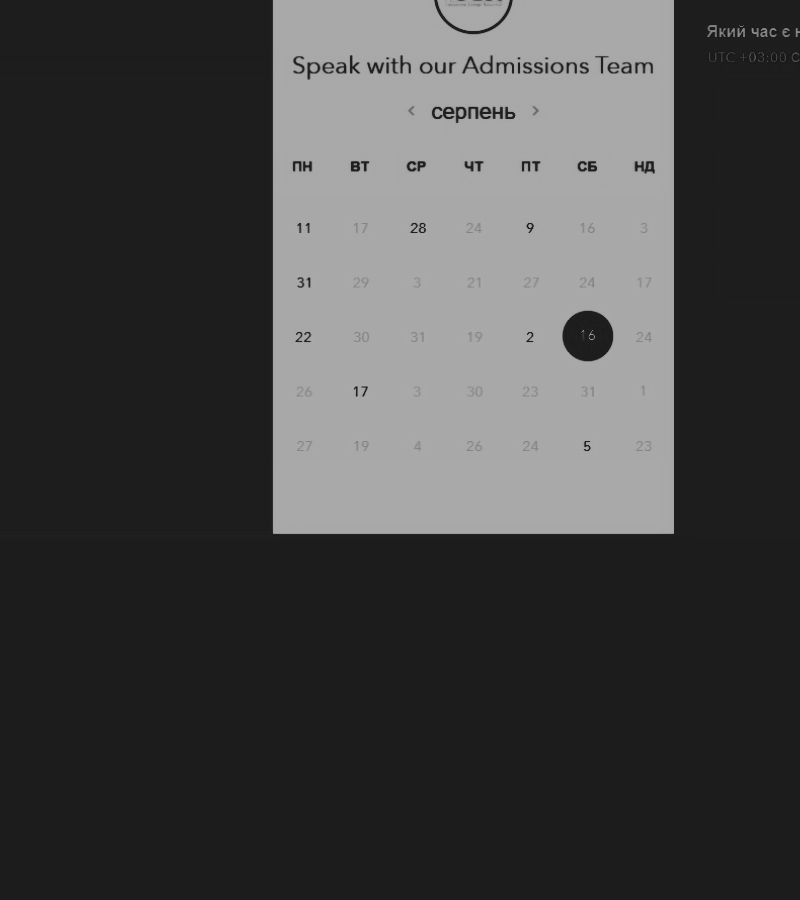 Speak with our Admissions Team
Який час є
UTC +03:00
< серпень >
ПН ВТ СР ЧТ ПТ СБ НД
11 17 28 24 9 16 3
31 29 3 21 27 24 17
22 30 31 19 2 16 24
26 17 3 30 23 31 1
27 19 4 26 24 5 23